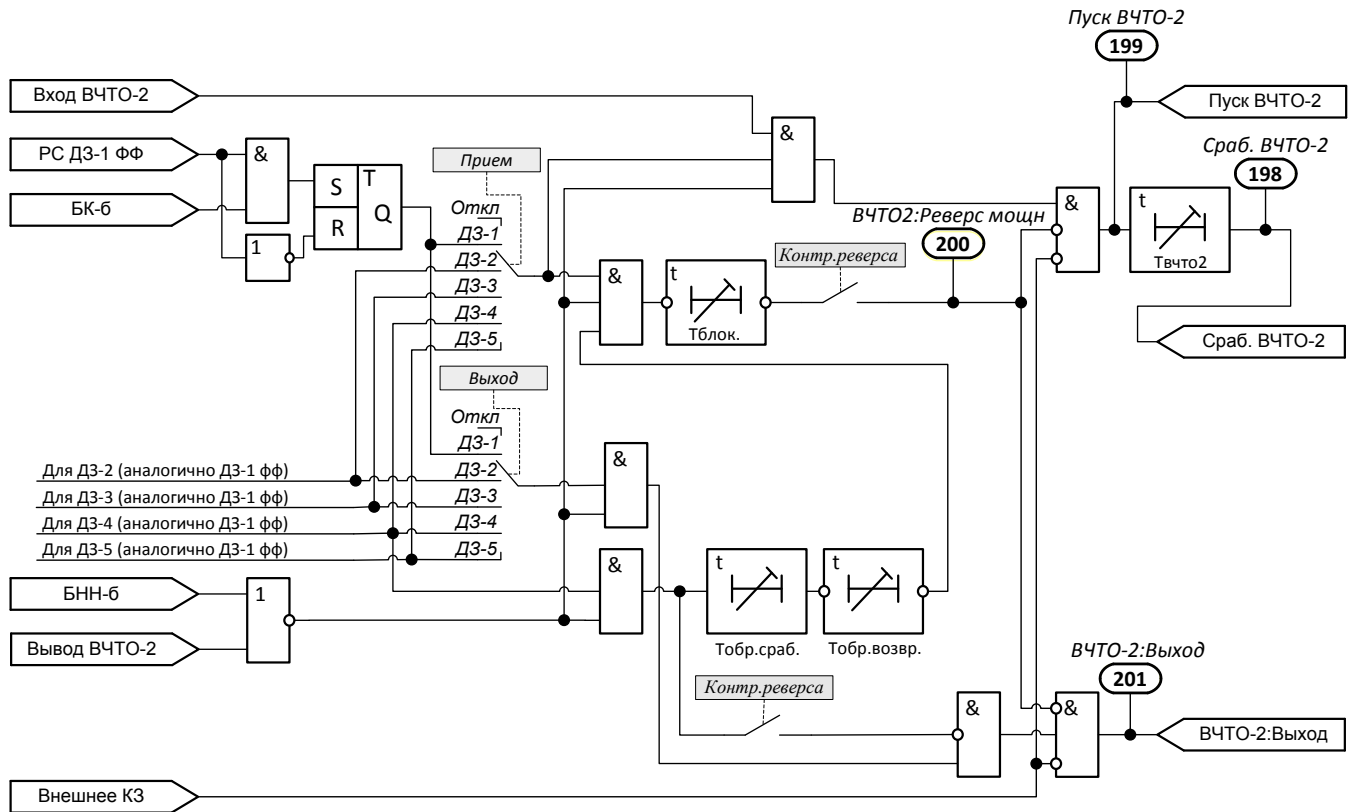 Пуск ВЧТО-2
199
Вход ВЧТО-2
Пуск ВЧТО-2
&
РС ДЗ-1 ФФ
&
Сраб. ВЧТО-2
Прием
198
S
T
БК-б
Q
R
Откл
ВЧТО2:Реверс мощн
&
t
ДЗ-1
200
1
ДЗ-2
Контр.реверса
Твчто2
&
t
ДЗ-3
ДЗ-4
Тблок.
ДЗ-5
Сраб. ВЧТО-2
Выход
Откл
ДЗ-1
&
Для ДЗ-2 (аналогично ДЗ-1 фф)
ДЗ-2
Для ДЗ-3 (аналогично ДЗ-1 фф)
ДЗ-3
Для ДЗ-4 (аналогично ДЗ-1 фф)
ДЗ-4
Для ДЗ-5 (аналогично ДЗ-1 фф)
ДЗ-5
&
t
t
БНН-б
1
Вывод ВЧТО-2
Тобр.сраб.
Тобр.возвр.
ВЧТО-2:Выход
201
Контр.реверса
&
&
ВЧТО-2:Выход
Внешнее КЗ